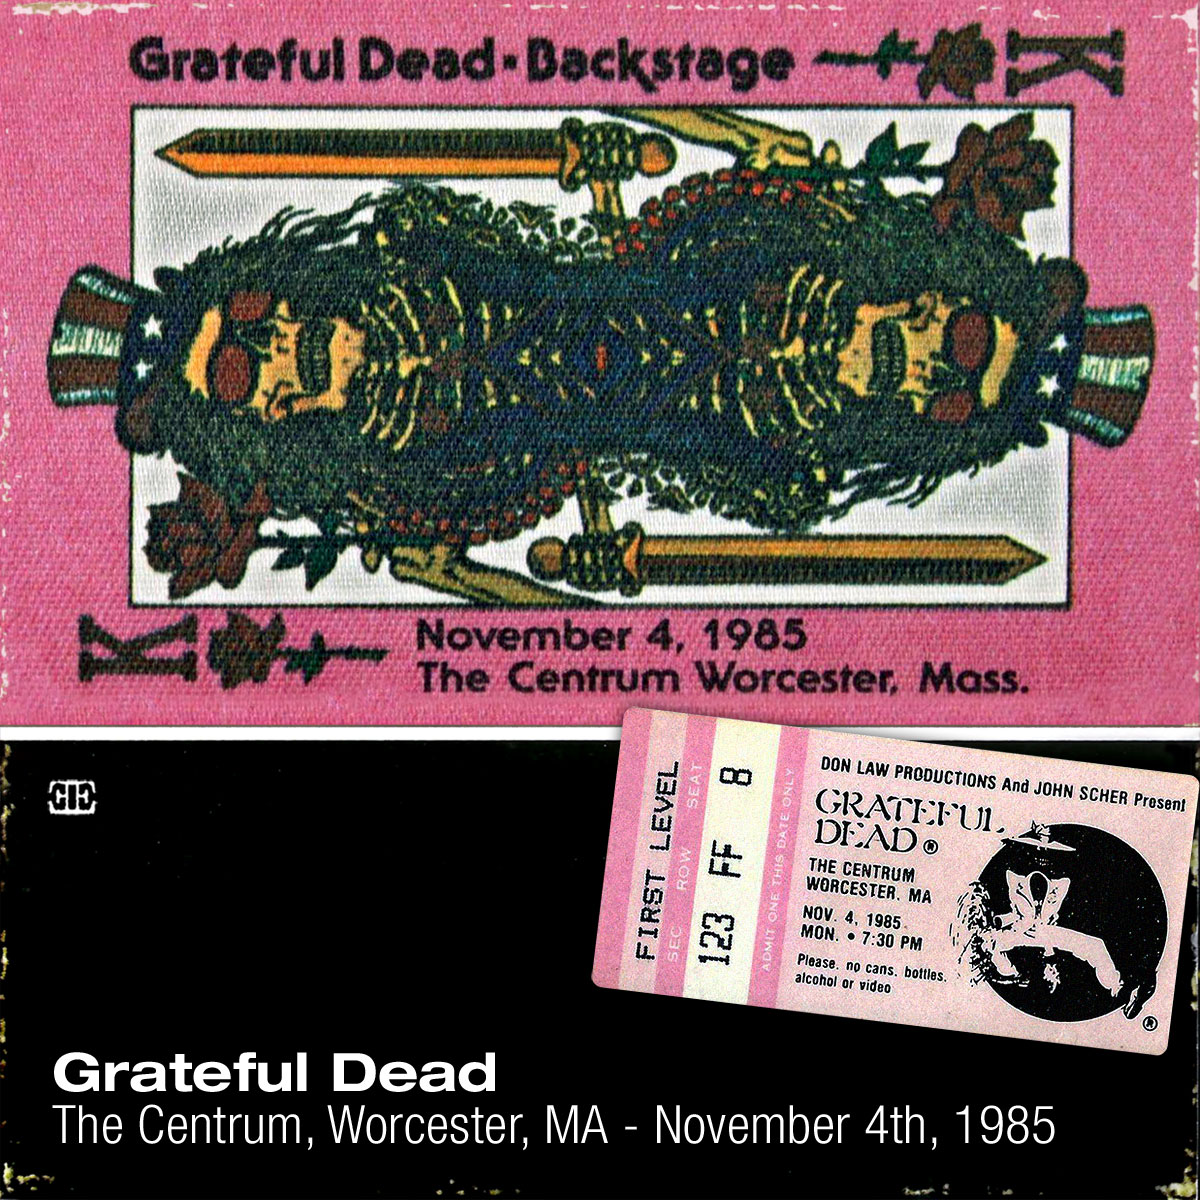 Grateful Dead • Backstage
K
K
November 4, 1985
The Centrum Worcester, Mass.
FIRST LEVEL
SEC ROW SEAT
123 FF 8
ADMIT ONE THIS DATE ONLY
DON LAW PRODUCTIONS And JOHN SCHER Present
GRATEFUL
DEAD ®
THE CENTRUM
WORCESTER, MA
NOV. 4, 1985
MON. • 7:30 PM
Please, no cans, bottles,
alcohol or video
®
Grateful Dead
The Centrum, Worcester, MA - November 4th, 1985